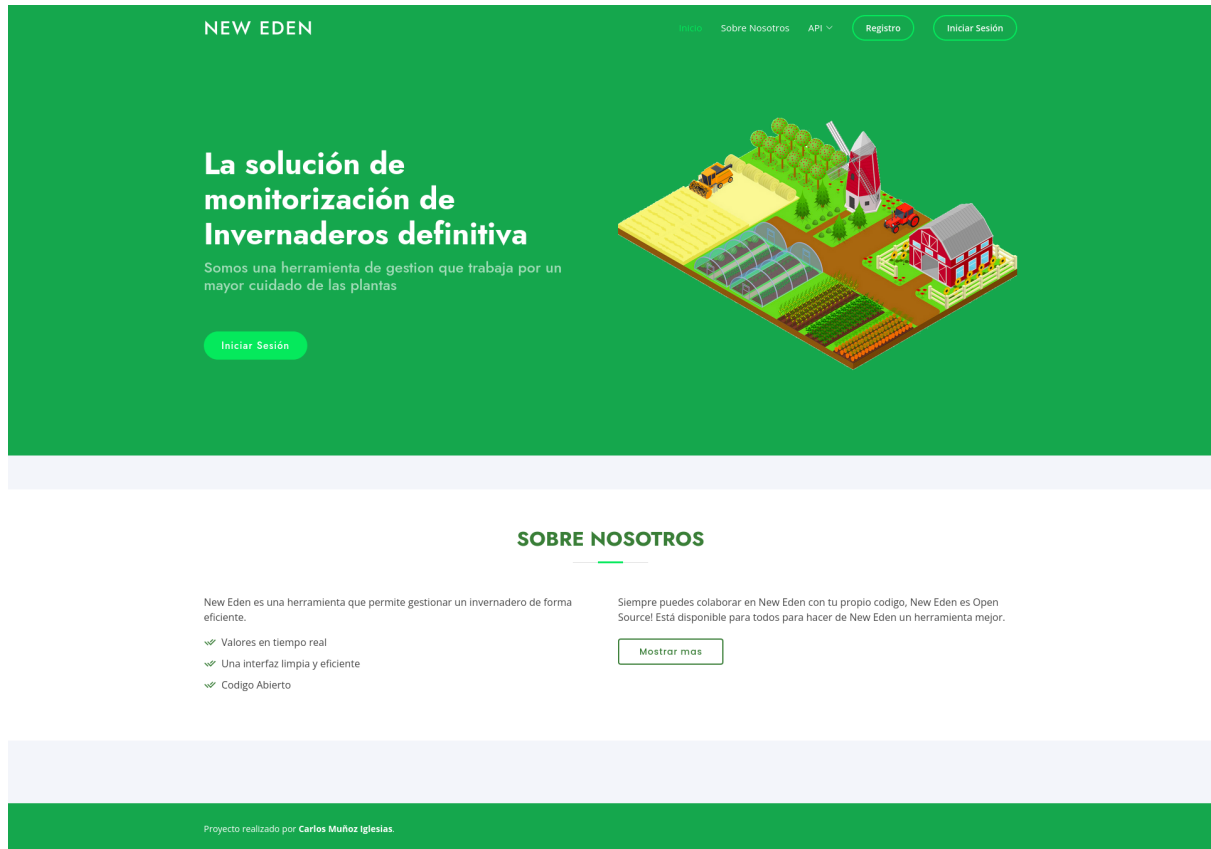 NEW EDEN
Inicio
Sobre Nosotros
API
Registro
Iniciar Sesión
La solución de
monitorización de
Invernaderos definitiva
Somos una herramienta de gestion que trabaja por un
mayor cuidado de las plantas
Iniciar Sesión
SOBRE NOSOTROS
New Eden es una herramienta que permite gestionar un invernadero de forma
eficiente.
Valores en tiempo real
Una interfaz limpia y eficiente
Codigo Abierto
Siempre puedes colaborar en New Eden con tu propio codigo, New Eden es Open
Source! Está disponible para todos para hacer de New Eden un herramienta mejor.
Mostrar mas
Proyecto realizado por Carlos Muñoz Iglesias.